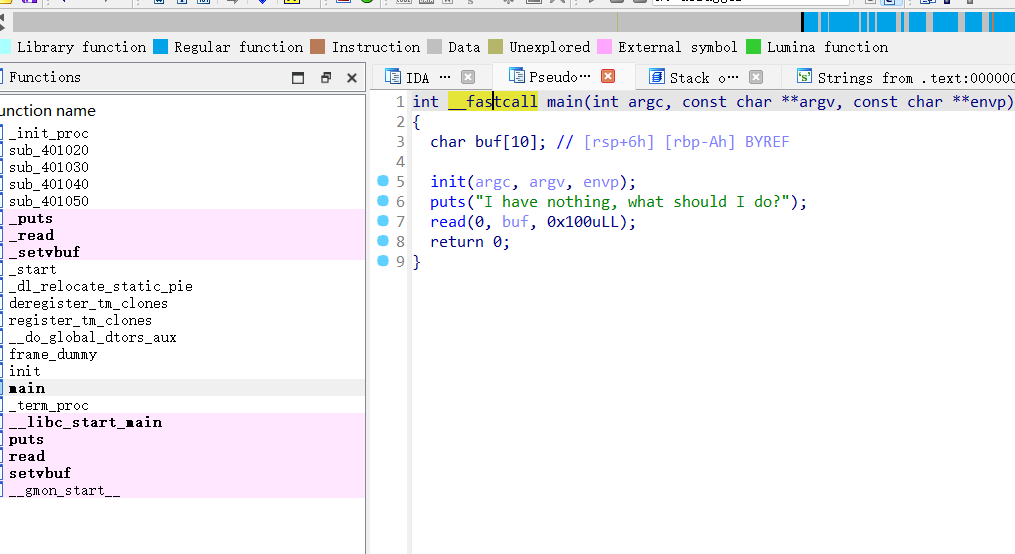 Library function Regular function Instruction Data Unexplored External symbol Lumina function
Functions
unction name
_init_proc
sub_401020
sub_401030
sub_401040
sub_401050
_puts
_read
_setvbuf
_start
_dl_relocate_static_pie
deregister_tm_clones
register_tm_clones
__do_global_dtors_aux
frame_dummy
init
main
_term_proc
__libc_start_main
puts
read
setvbuf
__gmon_start__
IDA ··· Pseudo··· Stack o··· Strings from .text:000000
1 int __fastcall main(int argc, const char **argv, const char **envp)
2 {
3 char buf[10]; // [rsp+6h] [rbp-Ah] BYREF
4
5 init(argc, argv, envp);
6 puts("I have nothing, what should I do?");
7 read(0, buf, 0x100uLL);
8 return 0;
9 }